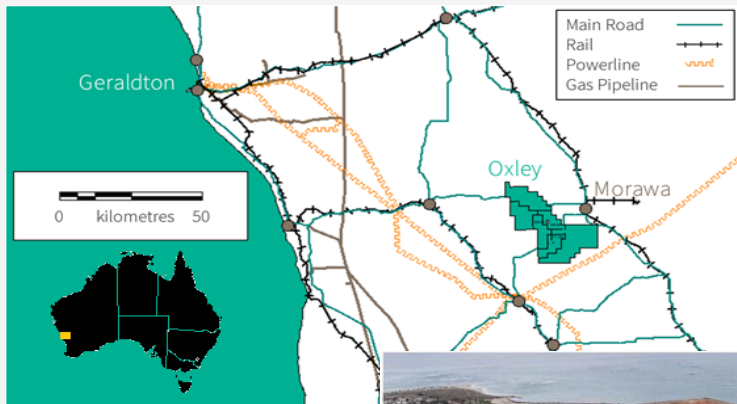 Main Road
Rail
Powerline
Gas Pipeline
Geraldton
Oxley
Morawa
0 kilometres 50